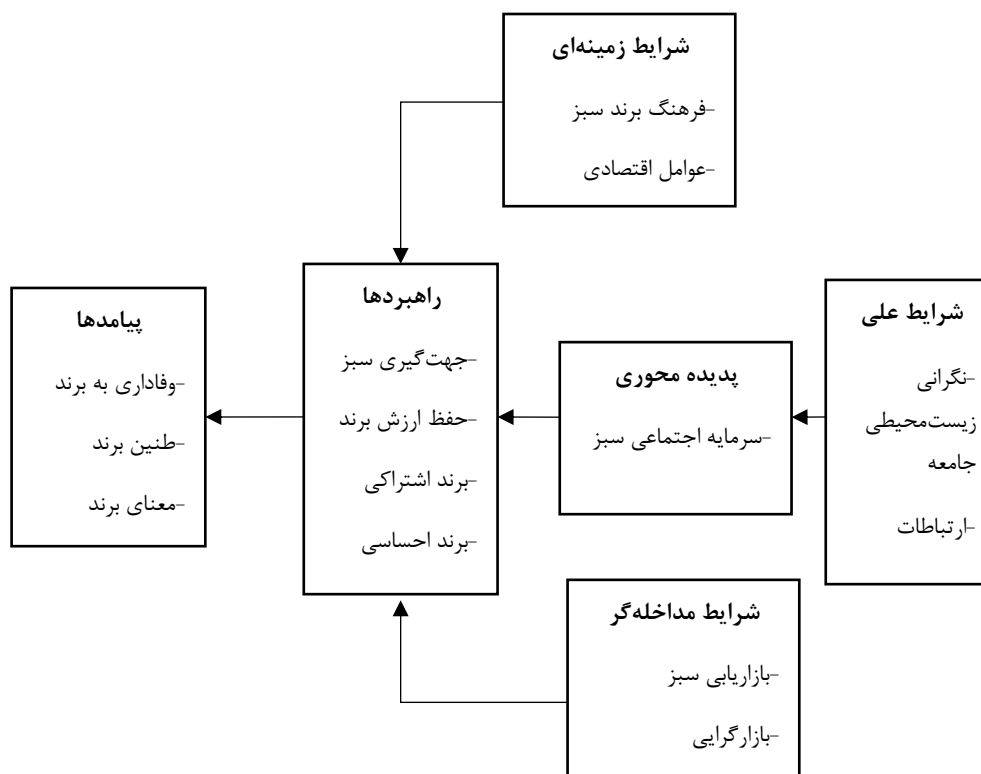 شرایط زمینه‌ای
-فرهنگ برند سبز
-عوامل اقتصادی
شرایط علی
-نگرانی
زیست‌محیطی
جامعه
-ارتباطات
پدیده محوری
-سرمایه اجتماعی سبز
راهبردها
-جهت‌گیری سبز
-حفظ ارزش برند
-برند اشتراکی
-برند احساسی
پیامدها
-وفاداری به برند
-طنین برند
-معنای برند
شرایط مداخله‌گر
-بازاریابی سبز
-بازارگرایی